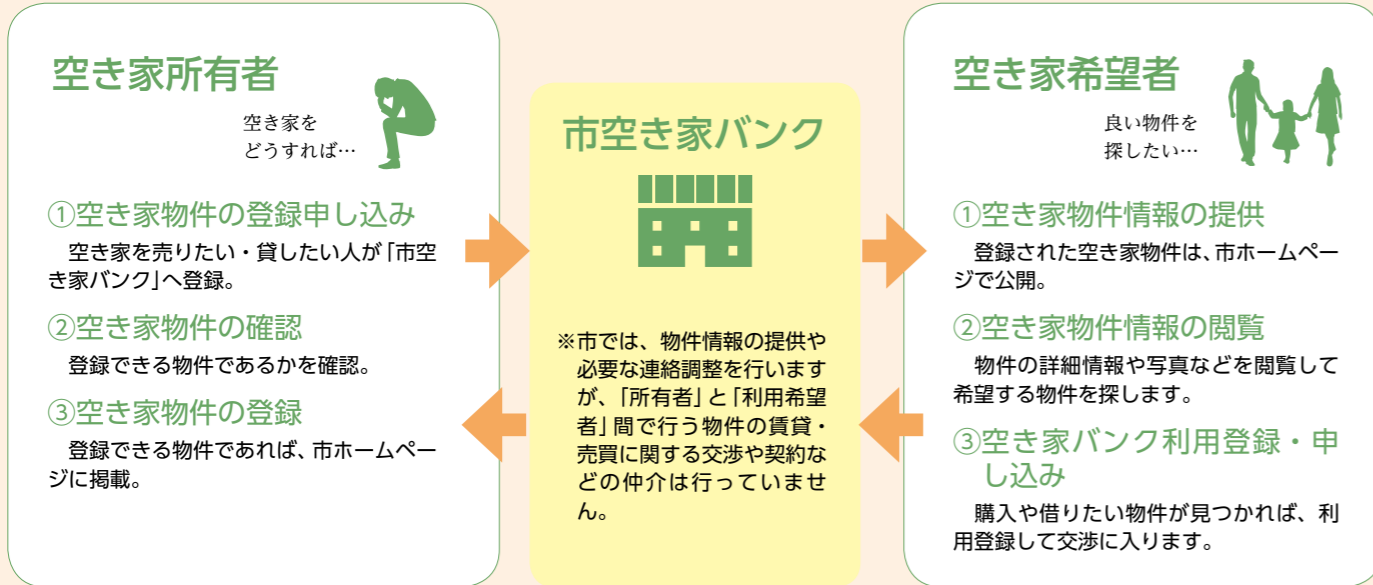 空き家所有者
空き家を
どうすれば…
①空き家物件の登録申し込み
空き家を売りたい・貸したい人が「市空
き家バンク」へ登録。
②空き家物件の確認
登録できる物件であるかを確認。
③空き家物件の登録
登録できる物件であれば、市ホームペー
ジに掲載。
市空き家バンク
※市では、物件情報の提供や
必要な連絡調整を行います
が、「所有者」と「利用希望
者」間で行う物件の賃貸・
売買に関する交渉や契約な
どの仲介は行っていませ
ん。
空き家希望者
良い物件を
探したい…
①空き家物件情報の提供
登録された空き家物件は、市ホームペー
ジで公開。
②空き家物件情報の閲覧
物件の詳細情報や写真などを閲覧して
希望する物件を探します。
③空き家バンク利用登録・申
し込み
購入や借りたい物件が見つかれば、利
用登録して交渉に入ります。